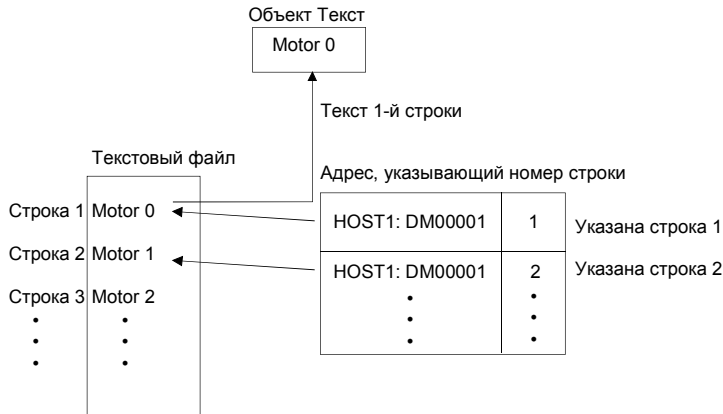 Объект Текст
Motor 0
Текст 1-й строки
Текстовый файл
Адрес, указывающий номер строки
Строка 1 Motor 0
HOST1: DM00001 1 Указана строка 1
Строка 2 Motor 1
HOST1: DM00001 2 Указана строка 2
Строка 3 Motor 2